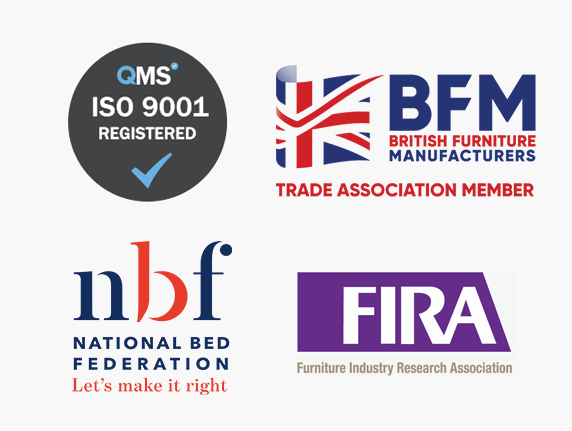 QMS
ISO 9001
REGISTERED
BFM
BRITISH FURNITURE
MANUFACTURERS
TRADE ASSOCIATION MEMBER
nbf
NATIONAL BED
FEDERATION
Let's make it right
FIRA
Furniture Industry Research Association